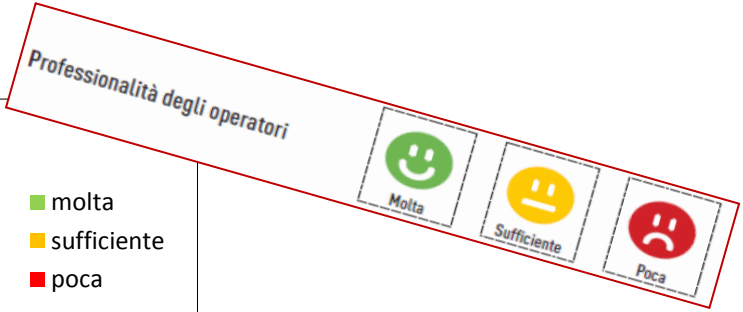 Professionalità degli operatori
Molta
Sufficiente
Poca
molta
sufficiente
poca